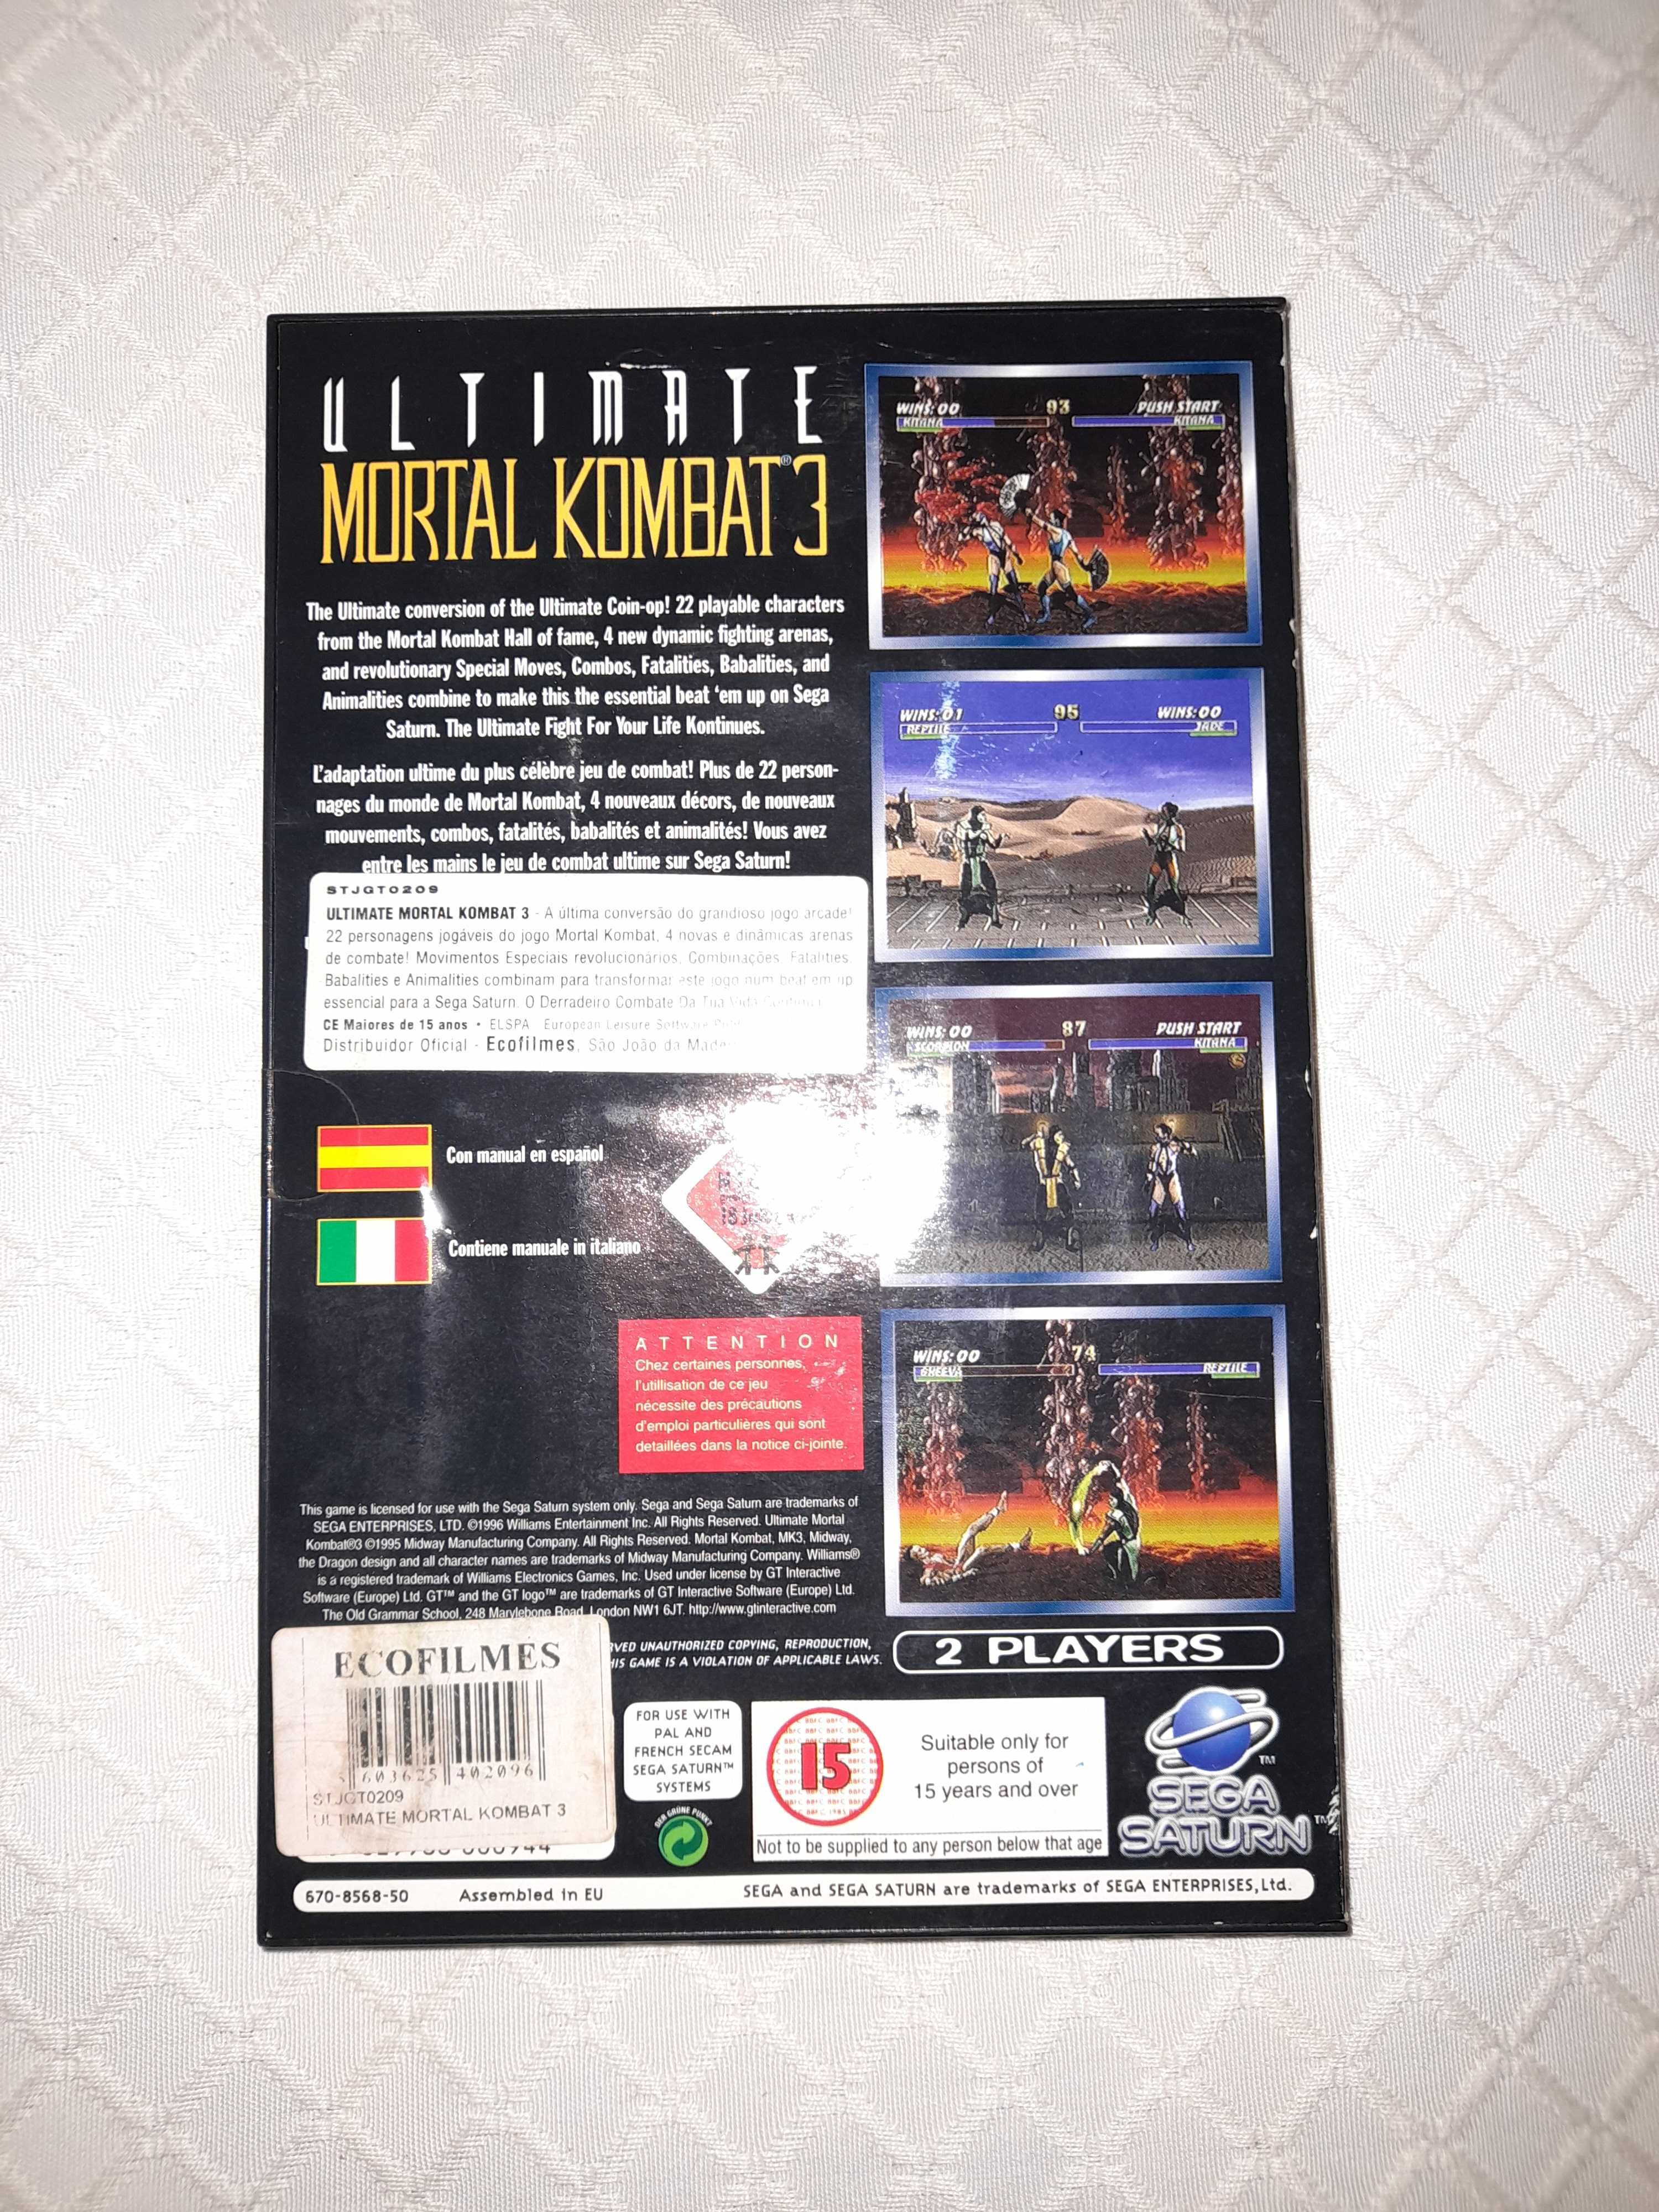 ULTIMATE
MORTAL KOMBAT® 3
The Ultimate conversion of the Ultimate Coin-op! 22 playable characters
from the Mortal Kombat Hall of fame, 4 new dynamic fighting arenas,
and revolutionary Special Moves, Combos, Fatalities, Babalities, and
Animalities combine to make this the essential beat ‘em up on Sega
Saturn. The Ultimate Fight For Your Life Kontinues.
L'adaptation ultime du plus célèbre jeu de combat! Plus de 22 person-
nages du monde de Mortal Kombat, 4 nouveaux décors, de nouveaux
mouvements, combos, fatalités, babalités et animalités! Vous avez
entre les mains le jeu de combat ultime sur Sega Saturn!
STJGT0209
ULTIMATE MORTAL KOMBAT 3 - A última conversão do grandioso jogo arcade!
22 personagens jogáveis do jogo Mortal Kombat, 4 novas e dinâmicas arenas
de combate! Movimentos Especiais revolucionários, Combinações, Fatalities,
Babalities e Animalities combinam para transformar este jogo num beat em up
essencial para a Sega Saturn. O Derradeiro Combate Da Tua Vida
CE Maiores de 15 anos • ELSPA European Leisure Software
Distribuidor Oficial - Ecofilmes, São João da
Con manual en español
Contiene manuale in italiano
ATTENTION
Chez certaines personnes,
l'utillisation de ce jeu
nécessite des précautions
d'emploi particulières qui sont
detaillées dans la notice ci-jointe.
This game is licensed for use with the Sega Saturn system only. Sega and Sega Saturn are trademarks of
SEGA ENTERPRISES, LTD. ©1996 Williams Entertainment Inc. All Rights Reserved. Ultimate Mortal
Kombat®3 ©1995 Midway Manufacturing Company. All Rights Reserved. Mortal Kombat, MK3, Midway,
the Dragon design and all character names are trademarks of Midway Manufacturing Company. Williams®
is a registered trademark of Williams Electronics Games, Inc. Used under license by GT Interactive
Software (Europe) Ltd. GT™ and the GT logo™ are trademarks of GT Interactive Software (Europe) Ltd.
The Old Grammar School, 248 Marylebone Road, London NW1 6JT. http://www.gtinteractive.com
UNAUTHORIZED COPYING, REPRODUCTION,
GAME IS A VIOLATION OF APPLICABLE LAWS.
WINS: 00 93 PUSH START
KITANA KITANA
WINS: 01 95 WINS: 00
REPTILE JADE
WINS: 00 87 PUSH START
SCORPION KITANA
WINS: 00 74
SHEEVA REPTILE
2 PLAYERS
ECOFILMES
5 603625 402096
STJGT0209
ULTIMATE MORTAL KOMBAT 3
FOR USE WITH
PAL AND
FRENCH SECAM
SEGA SATURN™
SYSTEMS
DER GRÜNE PUNKT
15
Suitable only for
persons of
15 years and over
Not to be supplied to any person below that age
SEGA
SATURN™
670-8568-50 Assembled in EU SEGA and SEGA SATURN are trademarks of SEGA ENTERPRISES, Ltd.